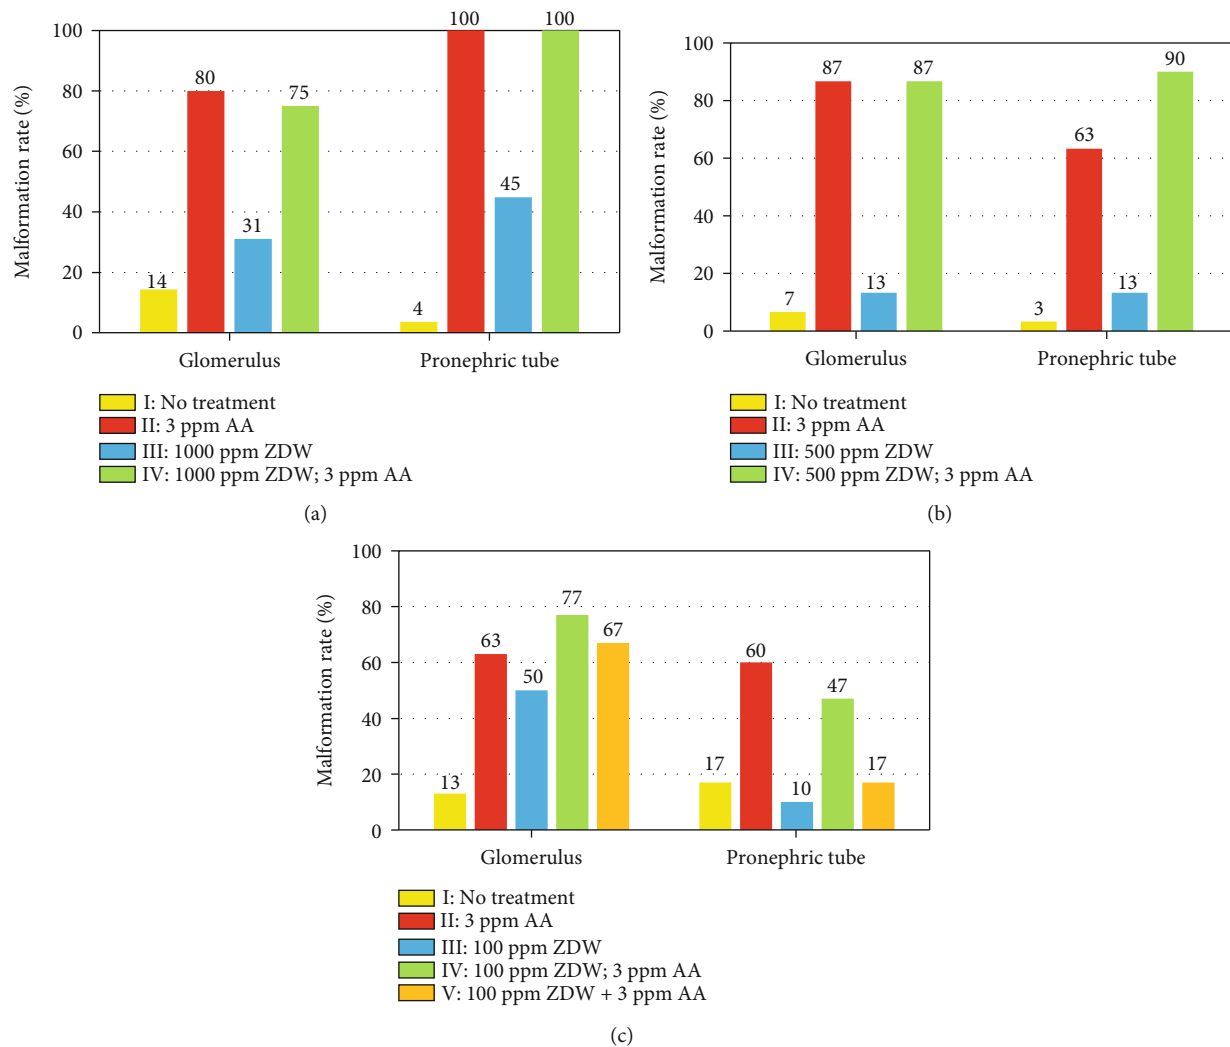 100
80
60
40
20
0
Malformation rate (%)
14
80
31
75
4
100
45
100
Glomerulus
Pronephric tube
I: No treatment
II: 3 ppm AA
III: 1000 ppm ZDW
IV: 1000 ppm ZDW; 3 ppm AA
(a)
100
80
60
40
20
0
Malformation rate (%)
7
87
13
87
3
63
13
90
Glomerulus
Pronephric tube
I: No treatment
II: 3 ppm AA
III: 500 ppm ZDW
IV: 500 ppm ZDW; 3 ppm AA
(b)
100
80
60
40
20
0
Malformation rate (%)
13
63
50
77
67
17
60
10
47
17
Glomerulus
Pronephric tube
I: No treatment
II: 3 ppm AA
III: 100 ppm ZDW
IV: 100 ppm ZDW; 3 ppm AA
V: 100 ppm ZDW + 3 ppm AA
(c)